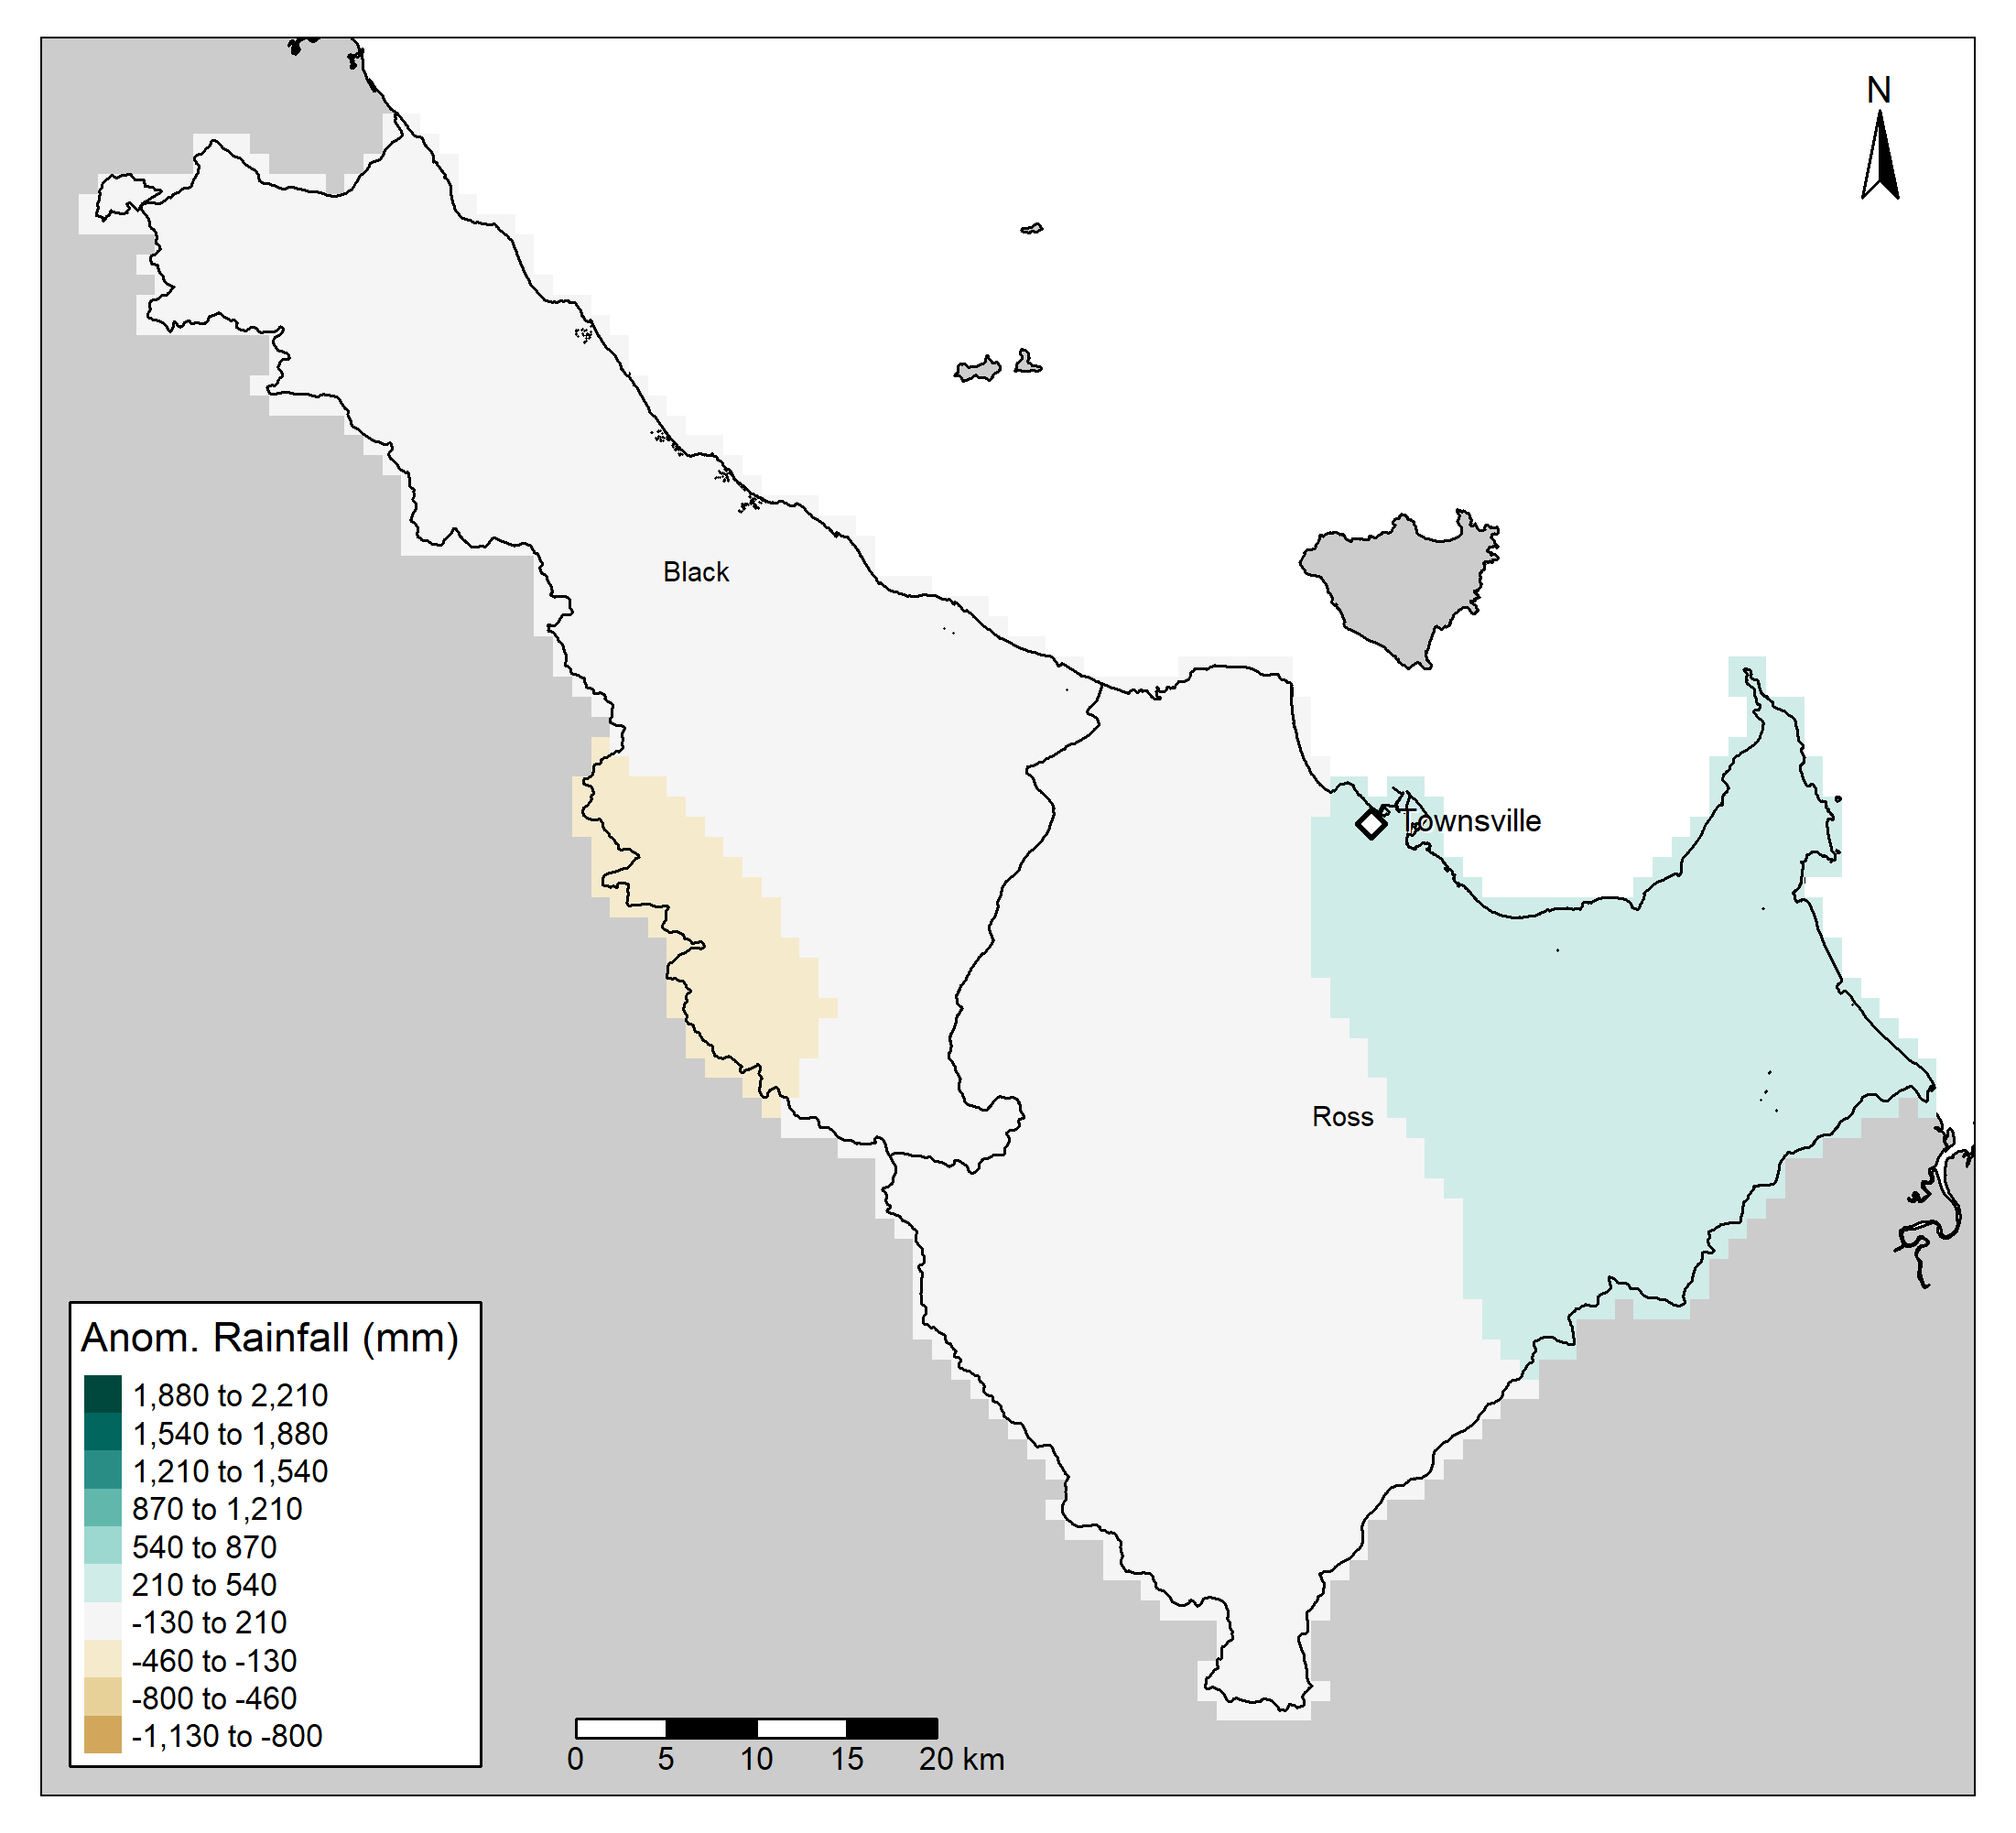 N
Black
Townsville
Ross
Anom. Rainfall (mm)
1,880 to 2,210
1,540 to 1,880
1,210 to 1,540
870 to 1,210
540 to 870
210 to 540
-130 to 210
-460 to -130
-800 to -460
-1,130 to -800
0 5 10 15 20 km